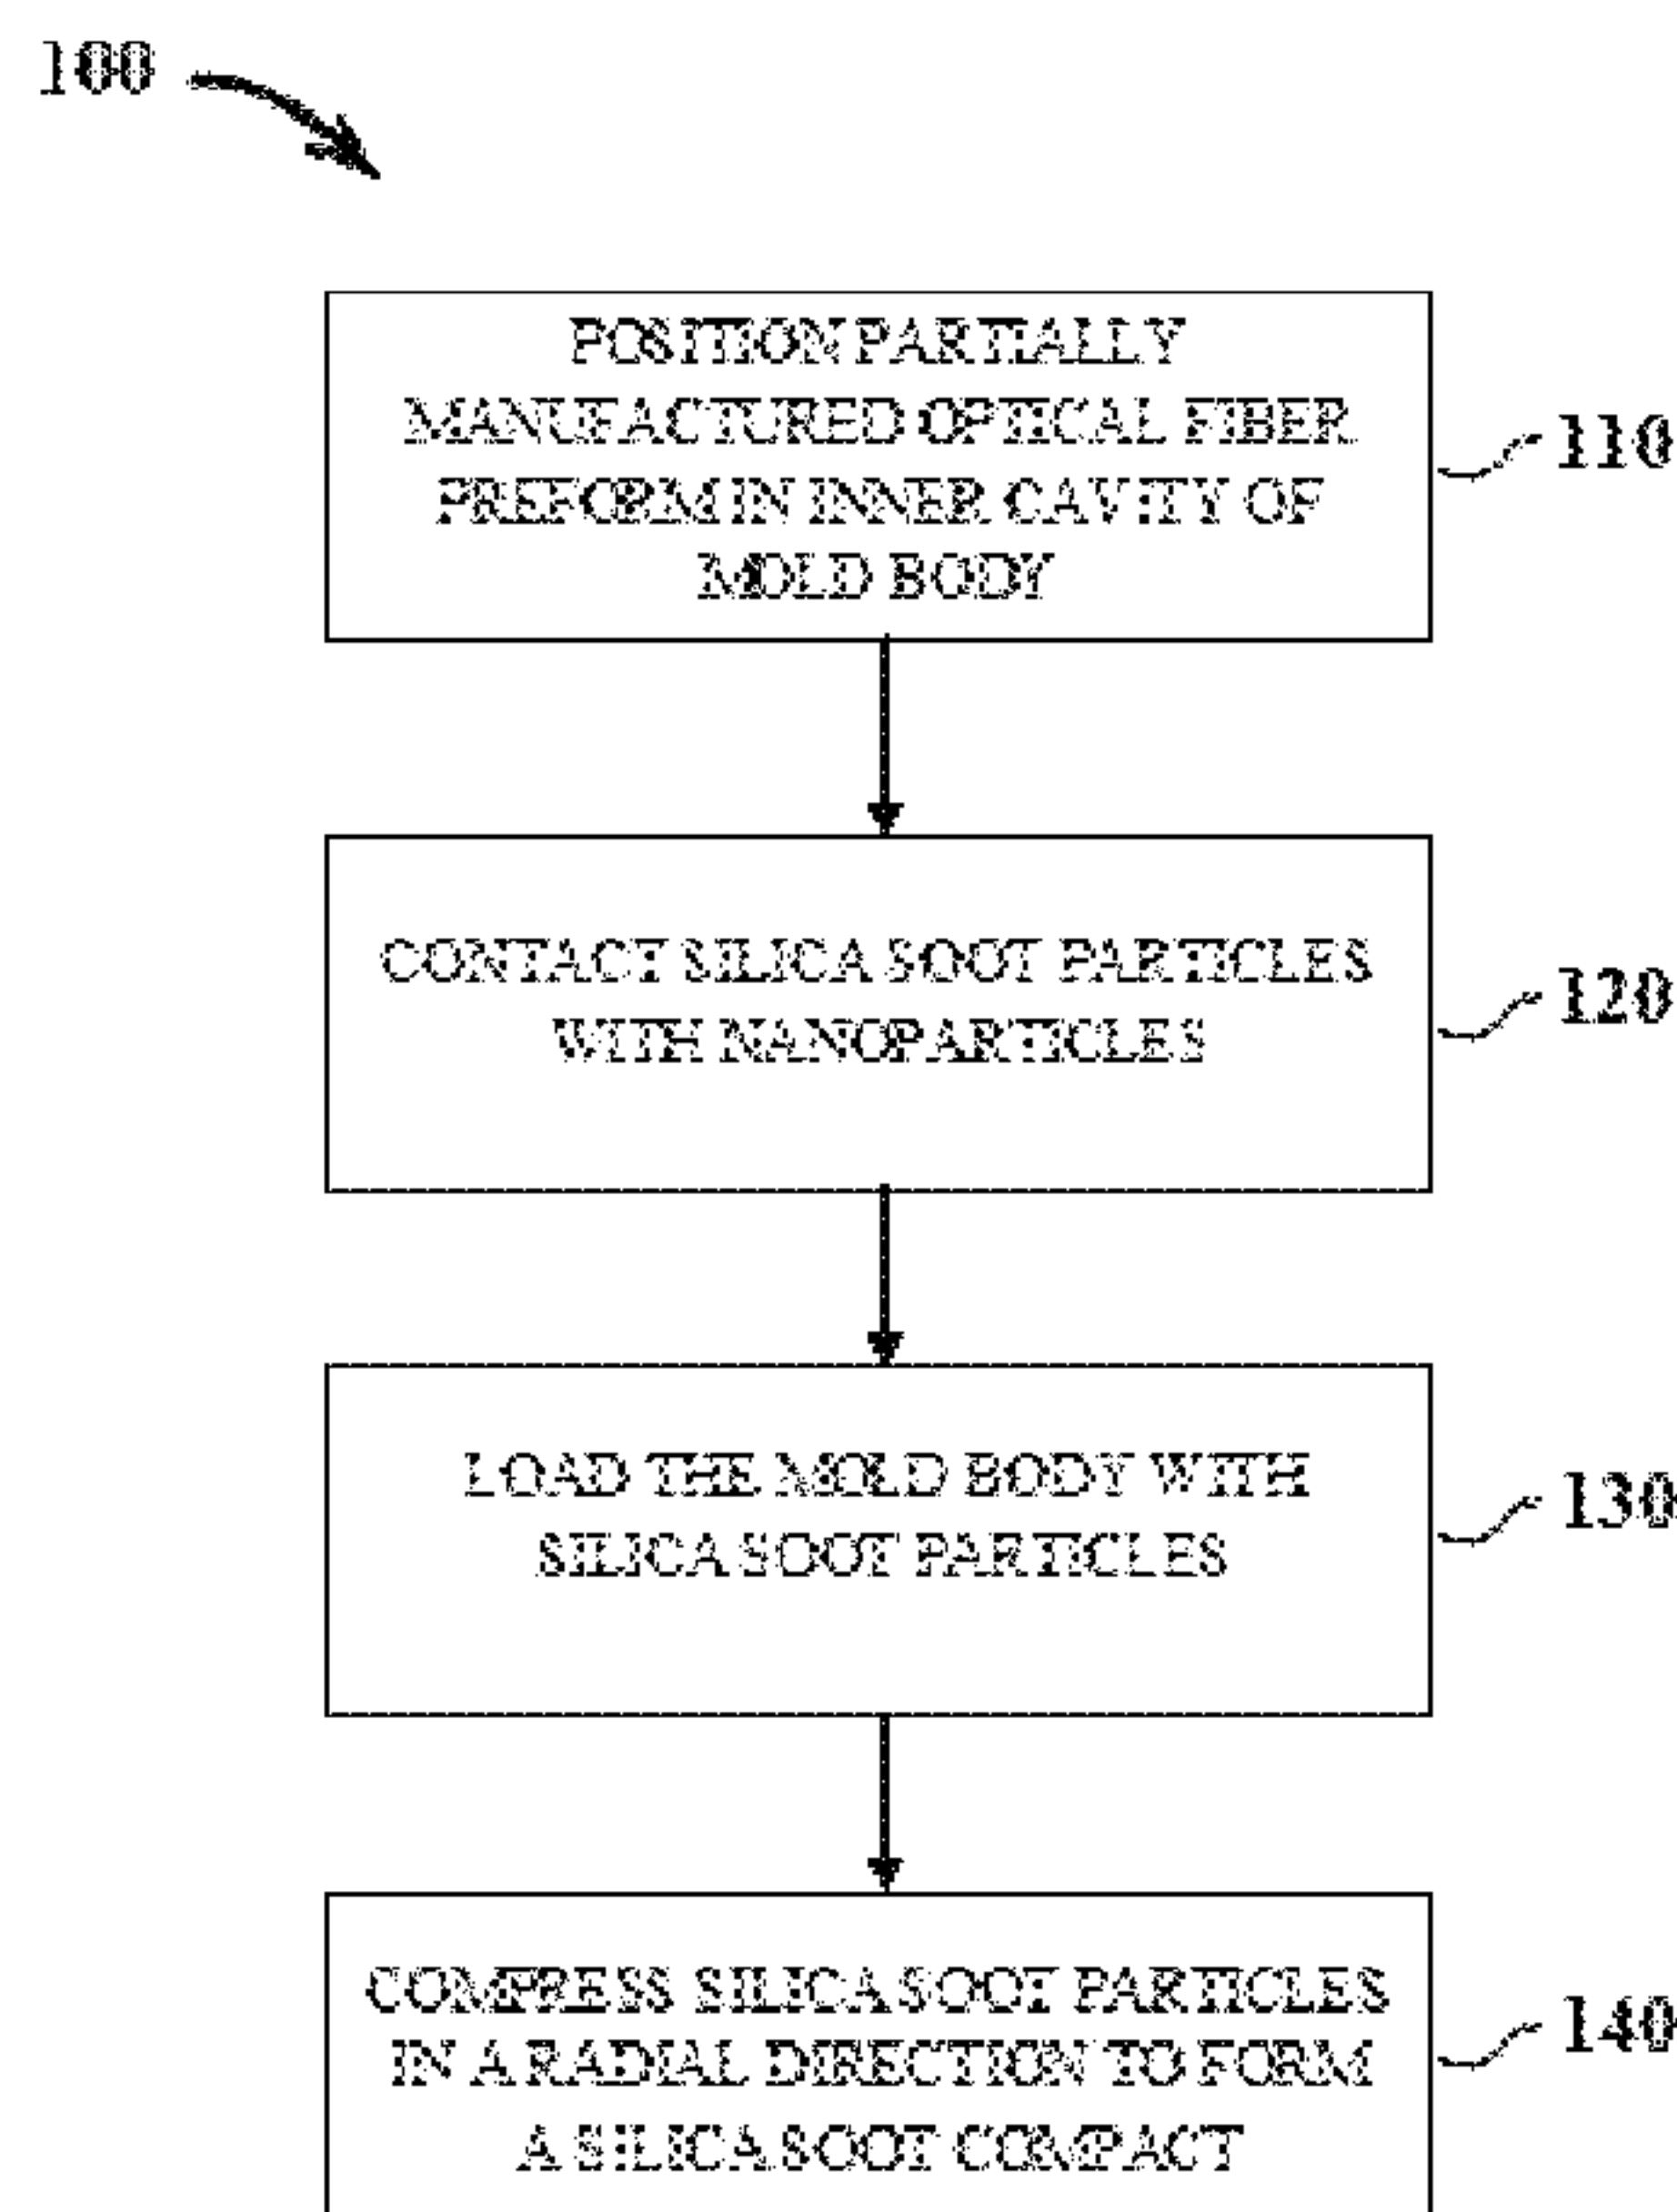 100
POSITION PARTIALLY
MANUFACTURED OPTICAL FIBER
PREFORM IN INNER CAVITY OF
MOLD BODY
110
CONTACT SILICA SOOT PARTICLES
WITH NANOPARTICLES
120
LOAD THE MOLD BODY WITH
SILICA SOOT PARTICLES
130
COMPRESS SILICA SOOT PARTICLES
IN A RADIAL DIRECTION TO FORM
A SILICA SOOT COMPACT
140